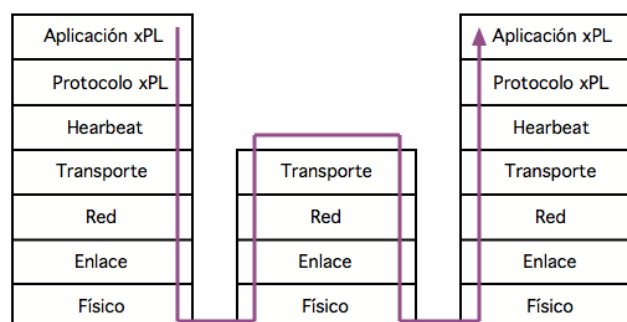 Aplicación xPL
Protocolo xPL
Hearbeat
Transporte
Red
Enlace
Físico
Transporte
Red
Enlace
Físico
Aplicación xPL
Protocolo xPL
Hearbeat
Transporte
Red
Enlace
Físico